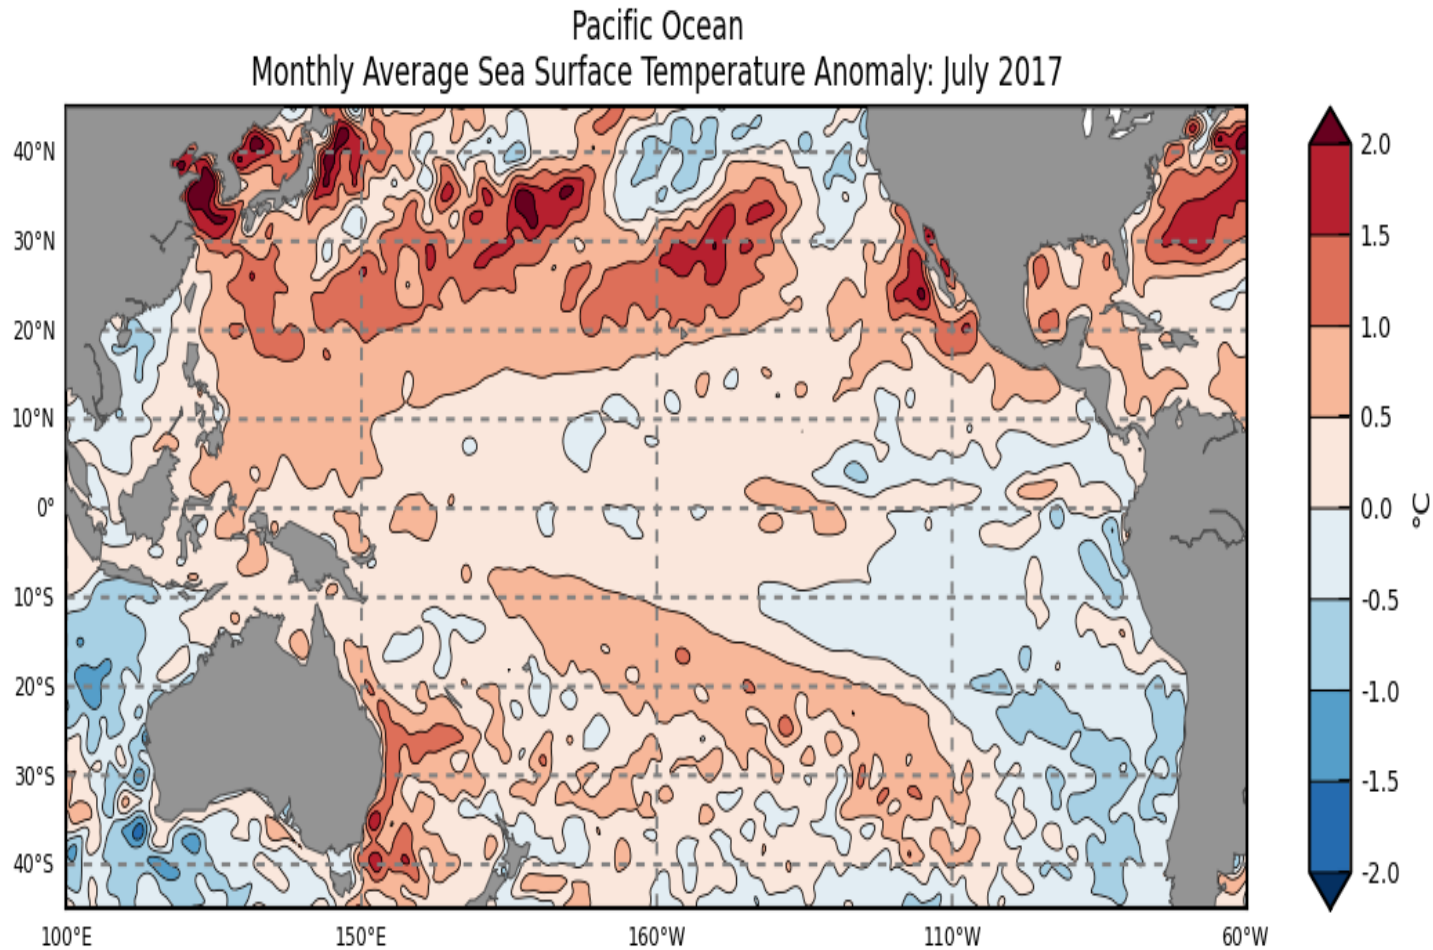 Pacific Ocean
Monthly Average Sea Surface Temperature Anomaly: July 2017
40°N
30°N
20°N
10°N
0°
10°S
20°S
30°S
40°S
100°E
150°E
160°W
110°W
60°W
2.0
1.5
1.0
0.5
0.0
-0.5
-1.0
-1.5
-2.0
°C